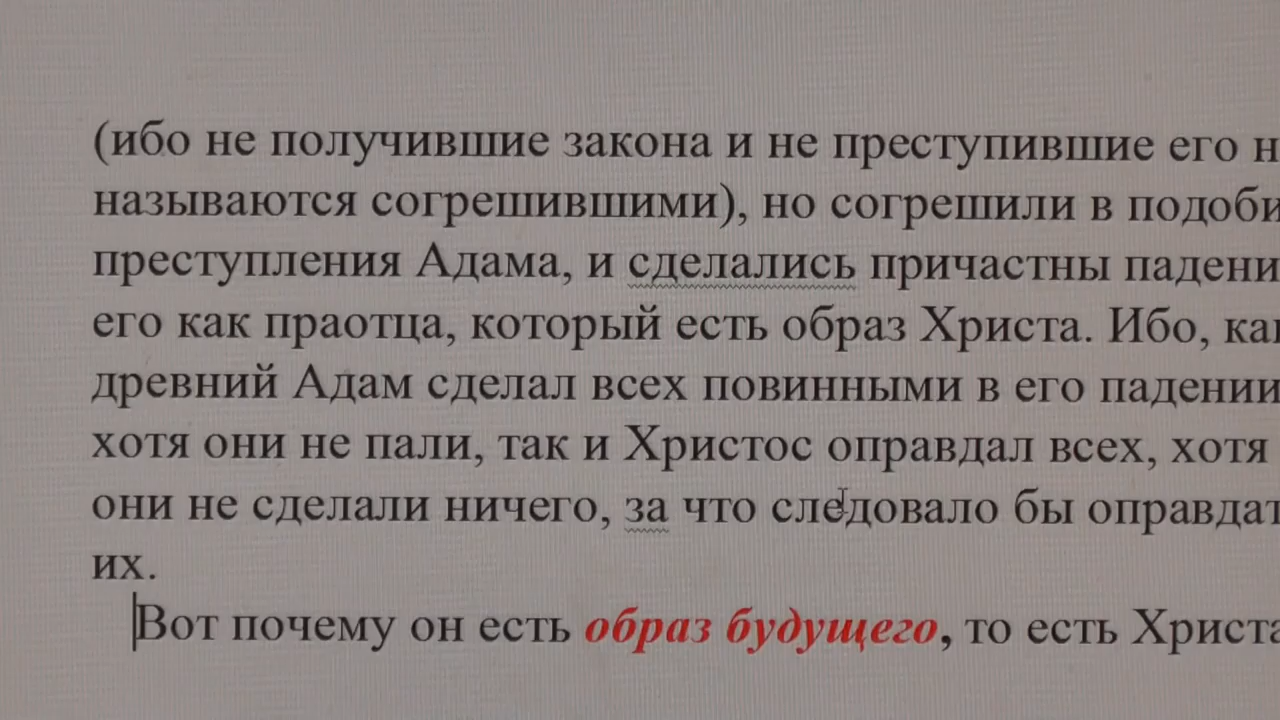 (ибо не получившие закона и не преступившие его н
называются согрешившими), но согрешили в подоби
преступления Адама, и сделались причастны падени
его как праотца, который есть образ Христа. Ибо, ка
древний Адам сделал всех повинными в его падении
хотя они не пали, так и Христос оправдал всех, хотя
они не сделали ничего, за что следовало бы оправдат
их.
Вот почему он есть образ будущего, то есть Христа